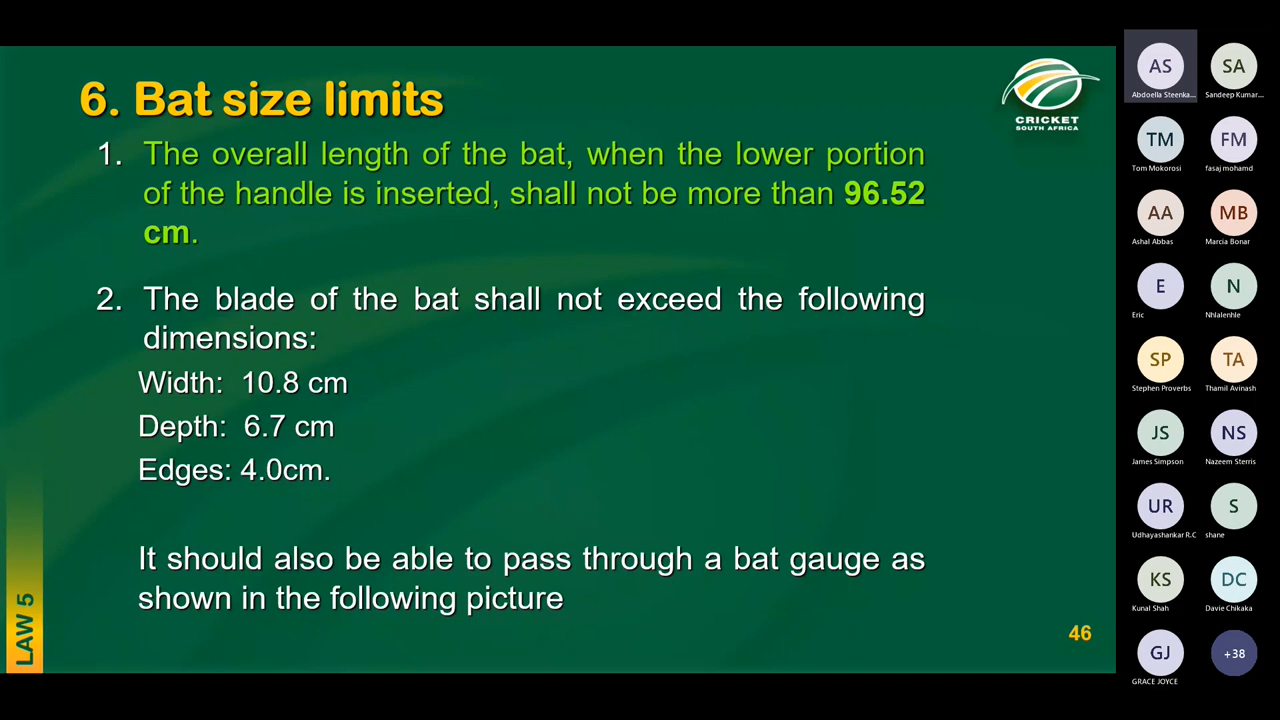 6. Bat size limits
CRICKET
SOUTH AFRICA
1. The overall length of the bat, when the lower portion
of the handle is inserted, shall not be more than 96.52
cm.
2. The blade of the bat shall not exceed the following
dimensions:
Width: 10.8 cm
Depth: 6.7 cm
Edges: 4.0cm.
It should also be able to pass through a bat gauge as
shown in the following picture
LAW 5
46
AS
SA
Abdoella Steenka...
Sandeep Kumar...
TM
FM
Tom Mokorosi
fasaj mohamd
AA
MB
Ashal Abbas
Marcia Bonar
E
N
Eric
Nhlalenhle
SP
TA
Stephen Proverbs
Thamil Avinash
JS
NS
James Simpson
Nazeem Sterris
UR
S
Udhayashankar R.C
shane
KS
DC
Kunal Shah
Davie Chikaka
GJ
+38
GRACE JOYCE